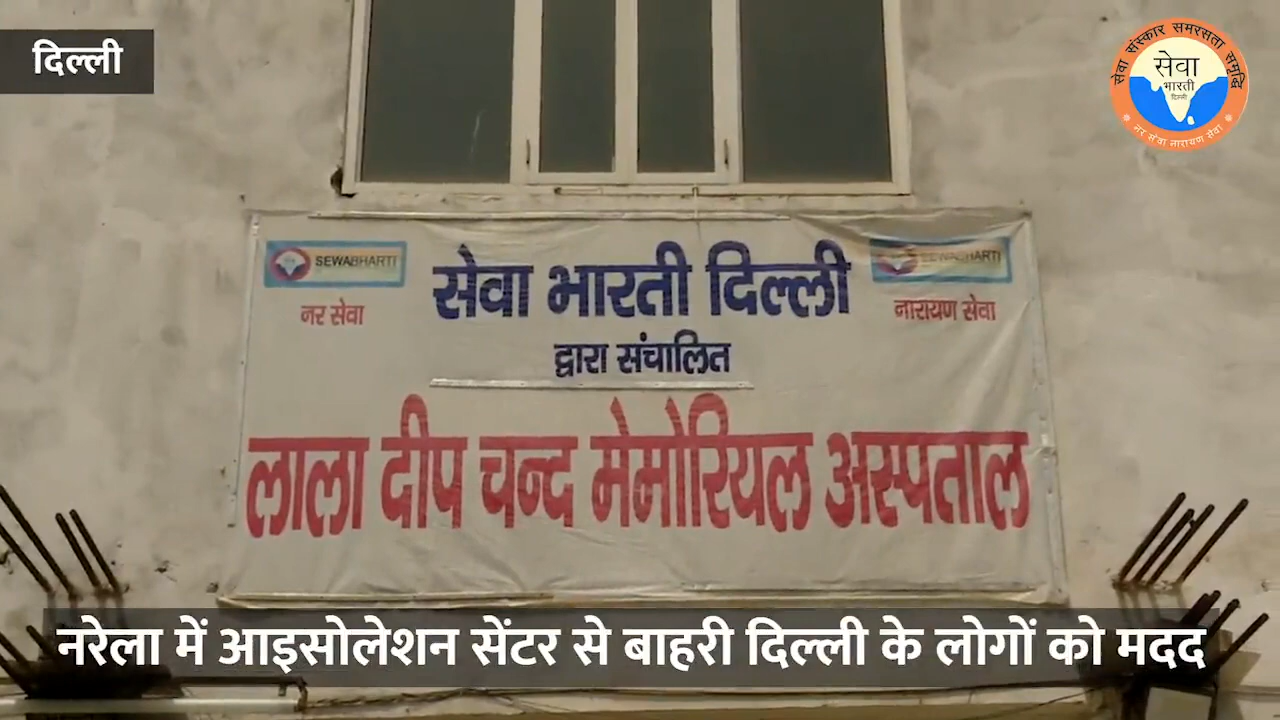 दिल्ली
सेवा संस्कार समरसता समृद्धि
सेवा
भारती
दिल्ली
नर सेवा नारायण सेवा
SEWABHARTI
नर सेवा
सेवा भारती दिल्ली
SEWABHARTI
नारायण सेवा
द्वारा संचालित
लाला दीप चन्द मेमोरियल अस्पताल
नरेला में आइसोलेशन सेंटर से बाहरी दिल्ली के लोगों को मदद